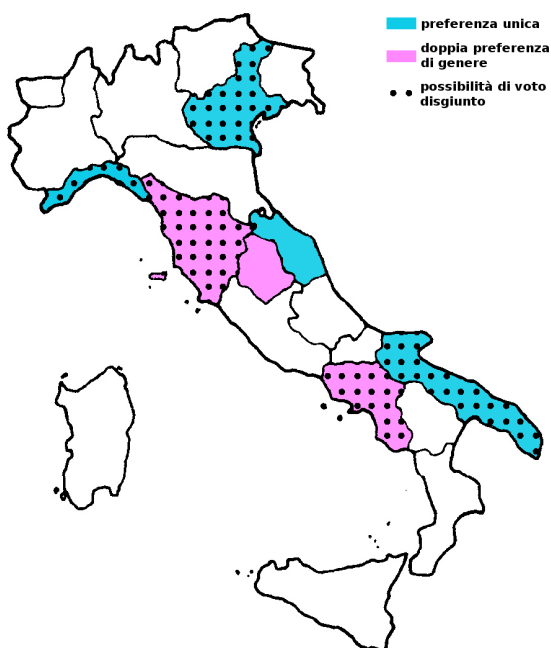 preferenza unica
doppia preferenza
di genere
possibilità di voto
disgiunto